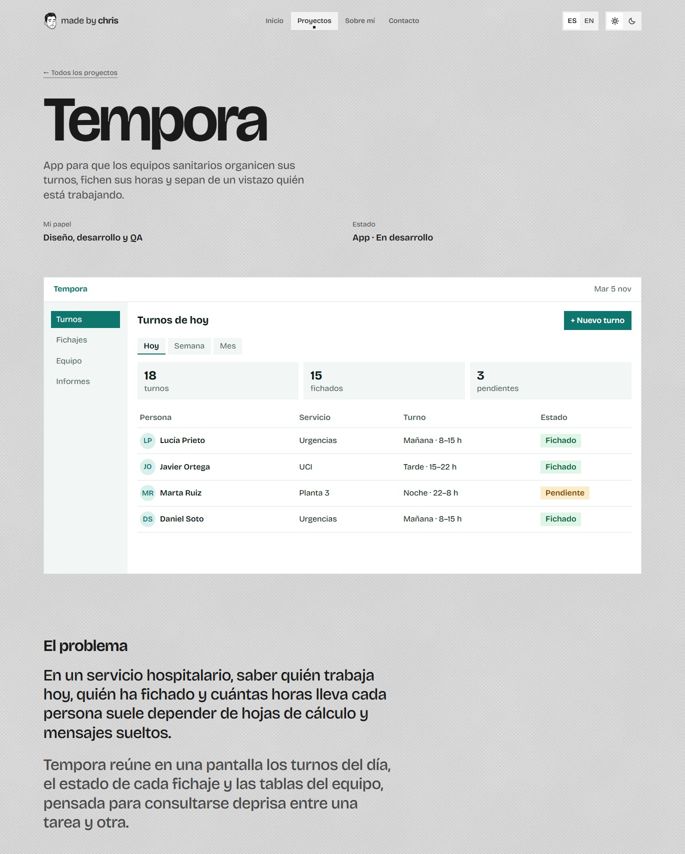 made by chris
Inicio Proyectos Sobre mí Contacto
ES EN
← Todos los proyectos
Tempora
App para que los equipos sanitarios organicen sus
turnos, fichen sus horas y sepan de un vistazo quién
está trabajando.
Mi papel
Diseño, desarrollo y QA
Estado
App · En desarrollo
Tempora
Mar 5 nov
Turnos
Fichajes
Equipo
Informes
Turnos de hoy
+ Nuevo turno
Hoy Semana Mes
18
turnos
15
fichados
3
pendientes
Persona Servicio Turno Estado
LP Lucía Prieto Urgencias Mañana · 8–15 h Fichado
JO Javier Ortega UCI Tarde · 15–22 h Fichado
MR Marta Ruiz Planta 3 Noche · 22–8 h Pendiente
DS Daniel Soto Urgencias Mañana · 8–15 h Fichado
El problema
En un servicio hospitalario, saber quién trabaja
hoy, quién ha fichado y cuántas horas lleva cada
persona suele depender de hojas de cálculo y
mensajes sueltos.
Tempora reúne en una pantalla los turnos del día,
el estado de cada fichaje y las tablas del equipo,
pensada para consultarse deprisa entre una
tarea y otra.